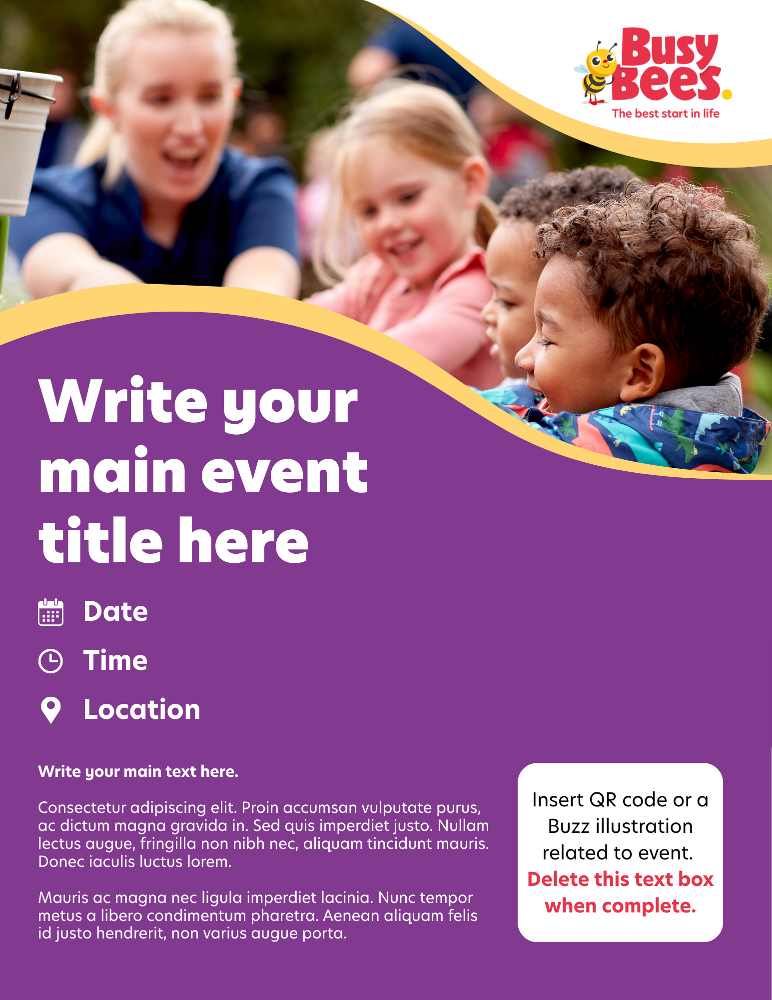 Busy
Bees.
The best start in life
Write your
main event
title here
Date
Time
Location
Write your main text here.
Consectetur adipiscing elit. Proin accumsan vulputate purus,
ac dictum magna gravida in. Sed quis imperdiet justo. Nullam
lectus augue, fringilla non nibh nec, aliquam tincidunt mauris.
Donec iaculis luctus lorem.
Mauris ac magna nec ligula imperdiet lacinia. Nunc tempor
metus a libero condimentum pharetra. Aenean aliquam felis
id justo hendrerit, non varius augue porta.
Insert QR code or a
Buzz illustration
related to event.
Delete this text box
when complete.